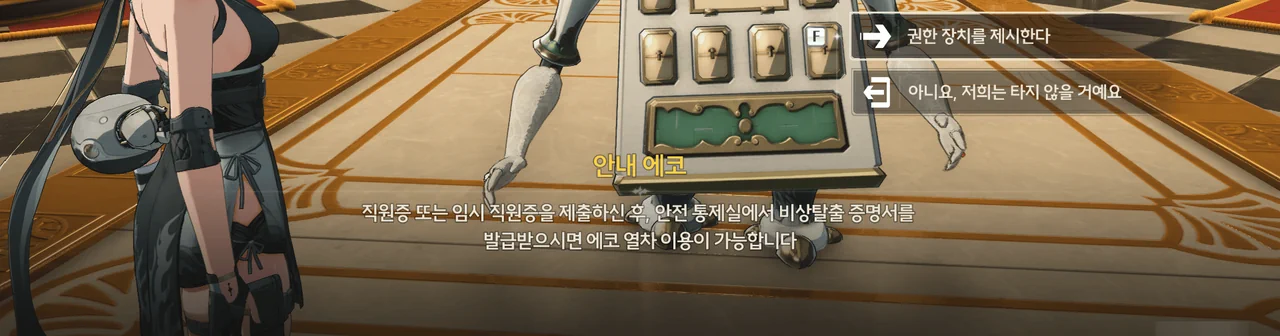 F
권한 장치를 제시한다
아니요, 저희는 타지 않을 거예요
안내 에코
직원증 또는 임시 직원증을 제출하신 후, 안전 통제실에서 비상탈출 증명서를
발급받으시면 에코 열차 이용이 가능합니다